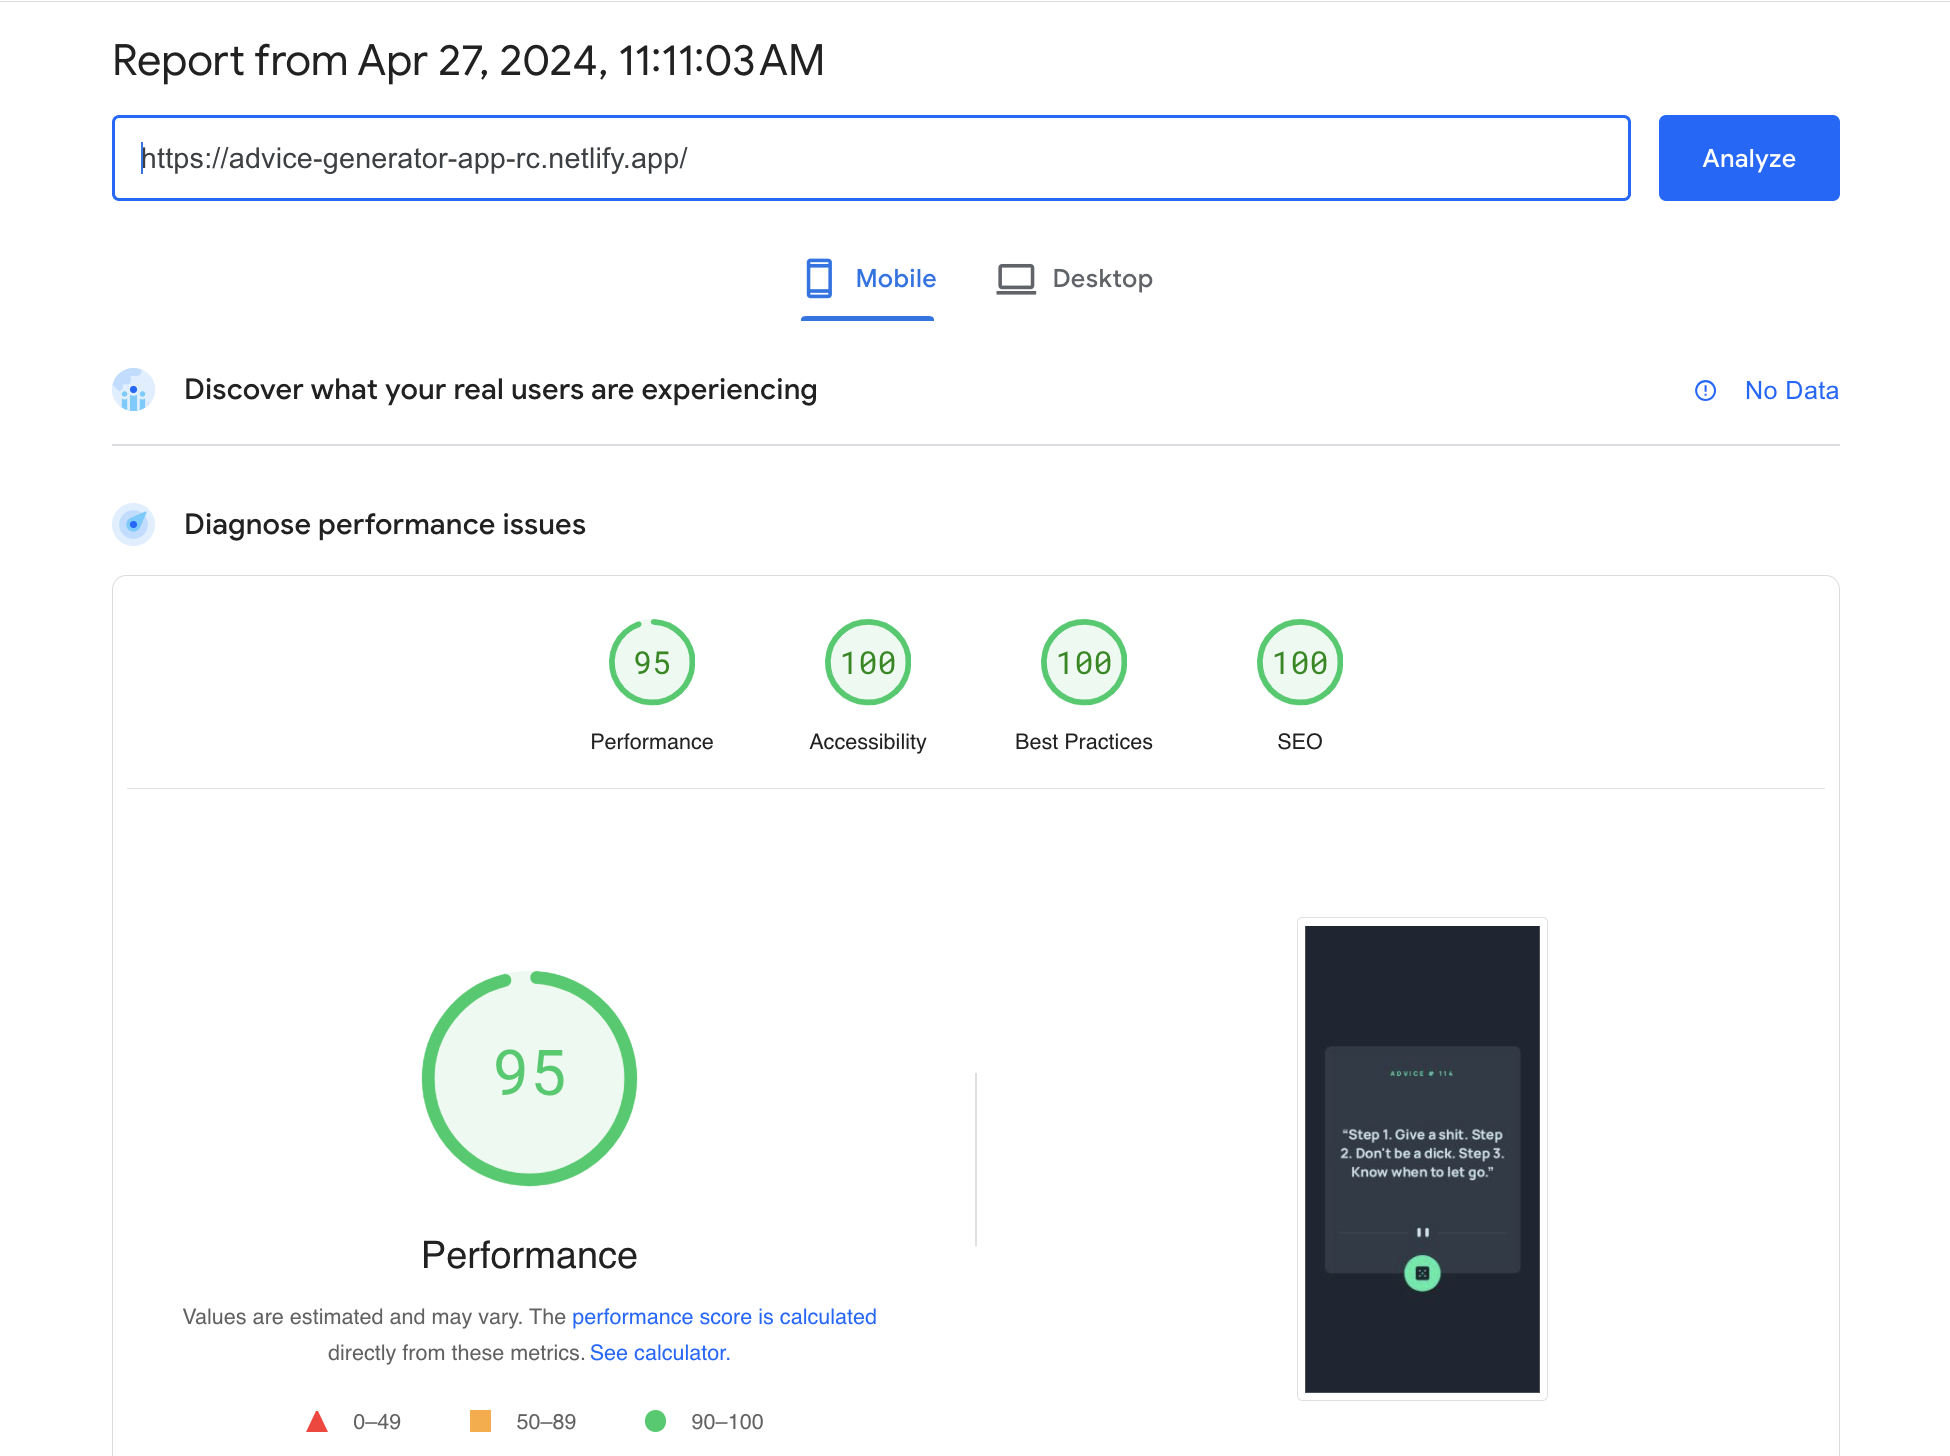 Report from Apr 27, 2024, 11:11:03 AM
https://advice-generator-app-rc.netlify.app/
Analyze
Mobile
Desktop
Discover what your real users are experiencing
No Data
Diagnose performance issues
95
100
100
100
Performance
Accessibility
Best Practices
SEO
95
Performance
Values are estimated and may vary. The performance score is calculated
directly from these metrics. See calculator.
0–49
50–89
90–100
ADVICE # 114
“Step 1. Give a shit. Step
2. Don't be a dick. Step 3.
Know when to let go.”